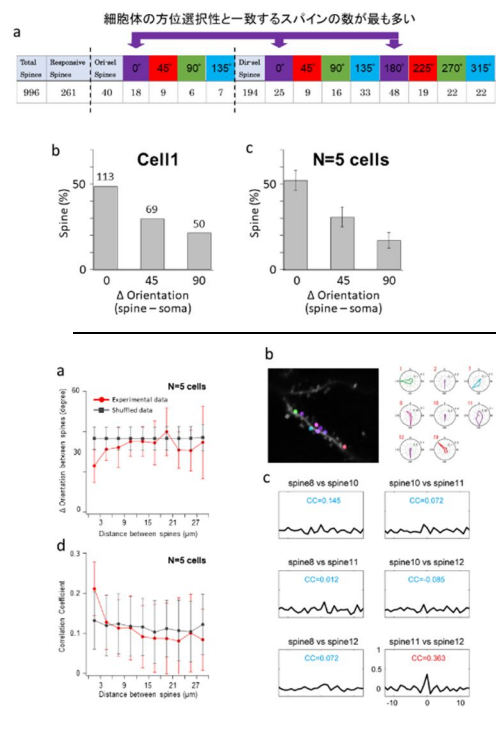 細胞体の方位選択性と一致するスパインの数が最も多い
a
Total Spines Responsive Spines Ori-sel Spines 0° 45° 90° 135° Dir-sel Spines 0° 45° 90° 135° 180° 225° 270° 315°
996 261 40 18 9 6 7 194 25 9 16 33 48 19 22 22
b
Cell1
Spine (%)
50
0
113
69
50
0 45 90
Δ Orientation
(spine – soma)
c
N=5 cells
Spine (%)
50
0
0 45 90
Δ Orientation
(spine – soma)
a
N=5 cells
Experimental data
Shuffled data
Δ Orientation between spines (degree)
60
30
0
3 9 15 21 27
Distance between spines (μm)
b
c
spine8 vs spine10
CC=0.145
spine10 vs spine11
CC=0.072
spine8 vs spine11
CC=0.012
spine10 vs spine12
CC=-0.085
spine8 vs spine12
CC=0.072
spine11 vs spine12
CC=0.363
1
0.5
0
-10 0 10
d
N=5 cells
Correlation Coefficient
0.3
0.2
0.1
0
3 9 15 21 27
Distance between spines (μm)